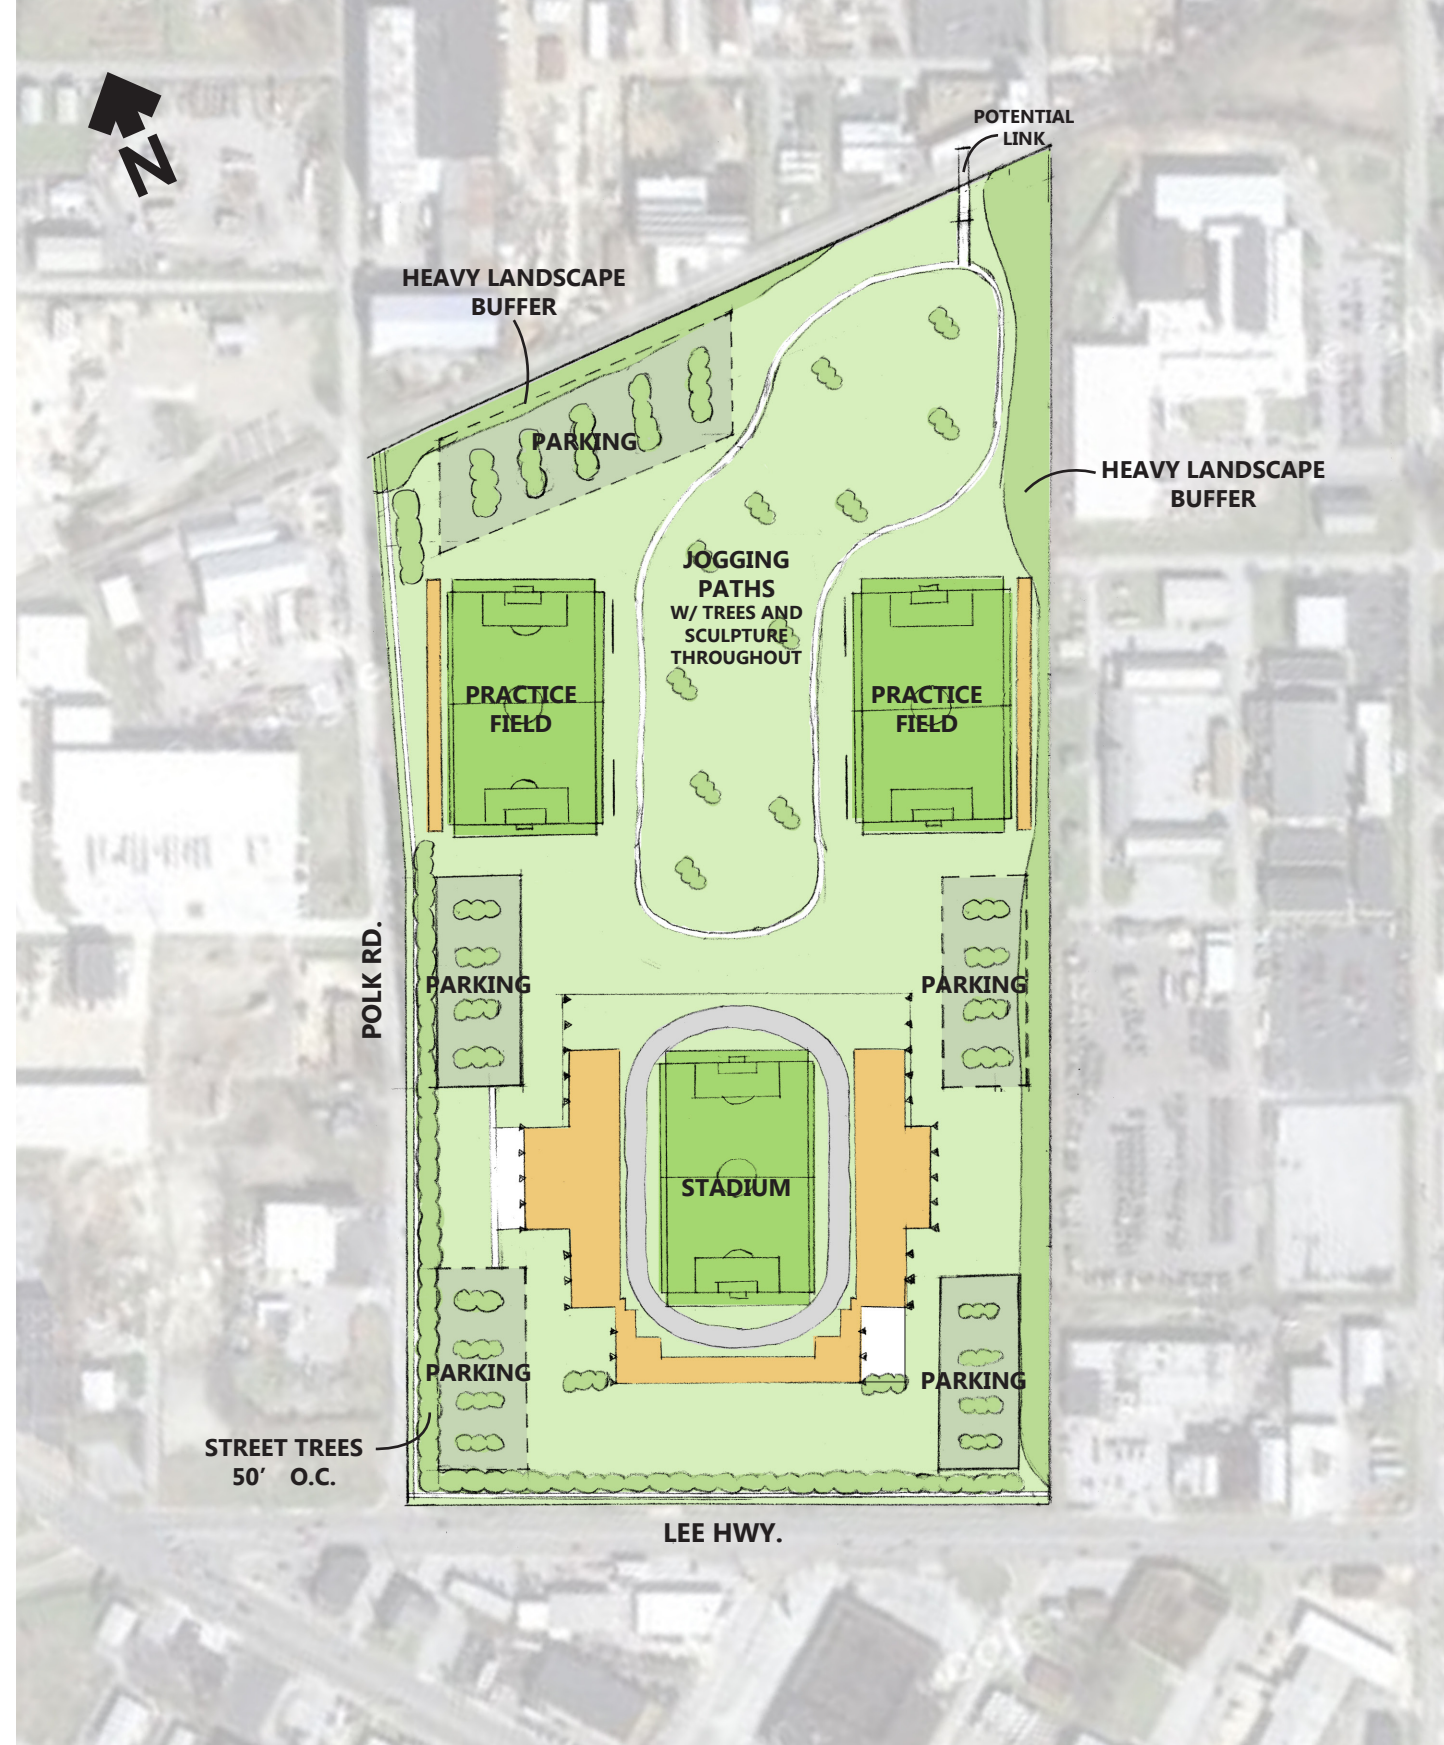 N
POTENTIAL
LINK
HEAVY LANDSCAPE
BUFFER
PARKING
HEAVY LANDSCAPE
BUFFER
JOGGING
PATHS
W/ TREES AND
SCULPTURE
THROUGHOUT
PRACTICE
FIELD
PRACTICE
FIELD
POLK RD.
PARKING
PARKING
STADIUM
PARKING
PARKING
STREET TREES
50' O.C.
LEE HWY.